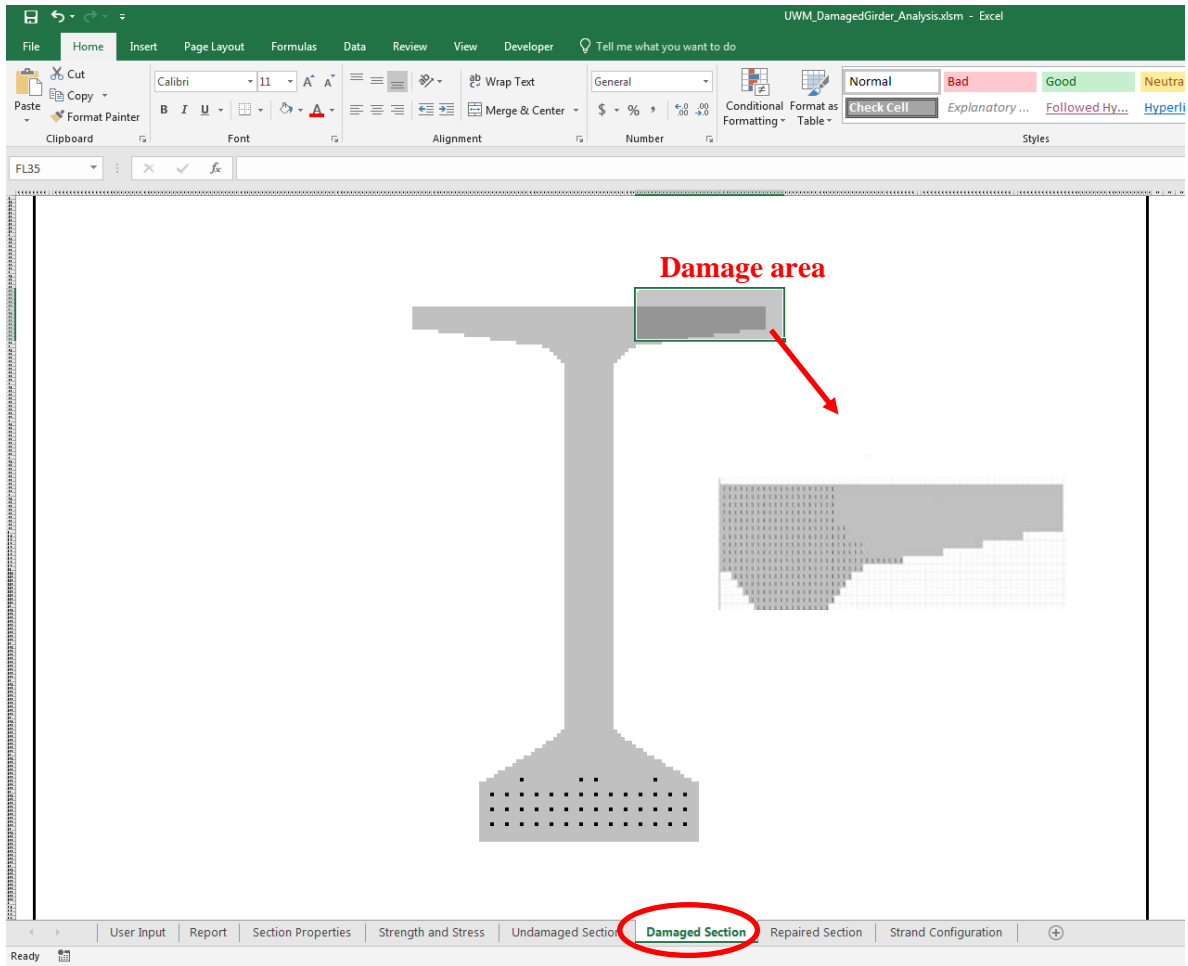 UWM_DamagedGirder_Analysis.xlsm - Excel
File Home Insert Page Layout Formulas Data Review View Developer Tell me what you want to do
Paste
Cut
Copy
Format Painter
Clipboard
Calibri 11
B I U
Font
Wrap Text
Merge & Center
Alignment
General
$ % ,
Number
Conditional Formatting
Format as Table
Normal Bad Good Neutra
Check Cell Explanatory ... Followed Hy... Hyperli
Styles
FL35
fx
Damage area
User Input Report Section Properties Strength and Stress Undamaged Section Damaged Section Repaired Section Strand Configuration
Ready